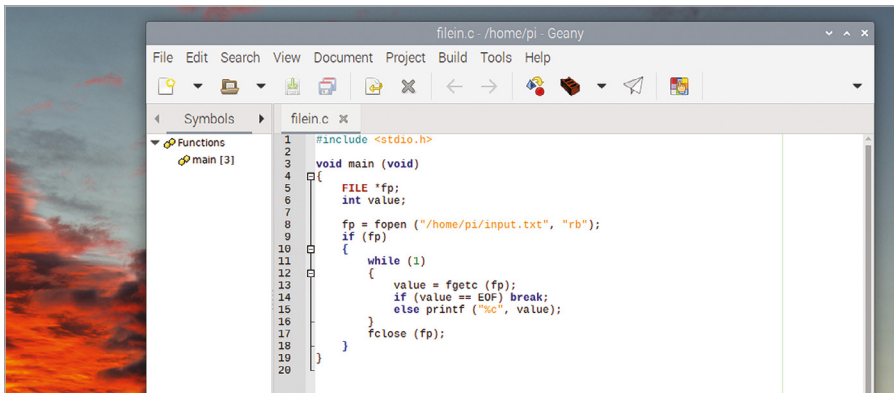 filein.c - /home/pi - Geany
File Edit Search View Document Project Build Tools Help
Symbols
filein.c
Functions
main [3]
1 #include <stdio.h>
2
3 void main (void)
4 {
5     FILE *fp;
6     int value;
7
8     fp = fopen ("/home/pi/input.txt", "rb");
9     if (fp)
10     {
11         while (1)
12         {
13             value = fgetc (fp);
14             if (value == EOF) break;
15             else printf ("%c", value);
16         }
17         fclose (fp);
18     }
19 }
20